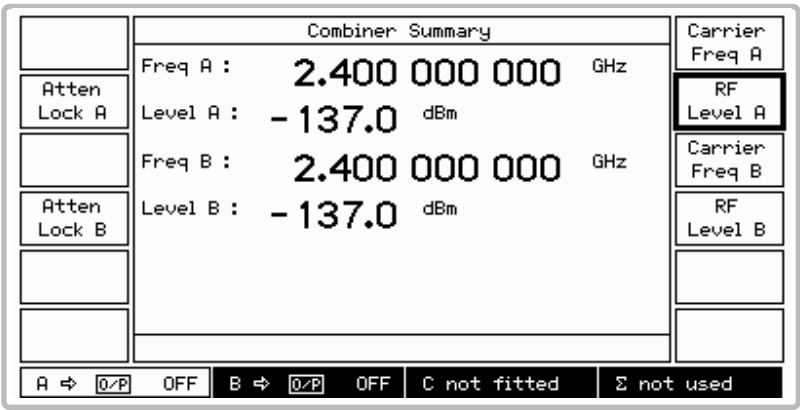 Combiner Summary
Carrier
Freq A
Freq A : 2.400 000 000 GHz
Atten
Lock A
RF
Level A
Level A : -137.0 dBm
Carrier
Freq B
Freq B : 2.400 000 000 GHz
Atten
Lock B
RF
Level B
Level B : -137.0 dBm
A ⇨ O/P OFF B ⇨ O/P OFF C not fitted Σ not used